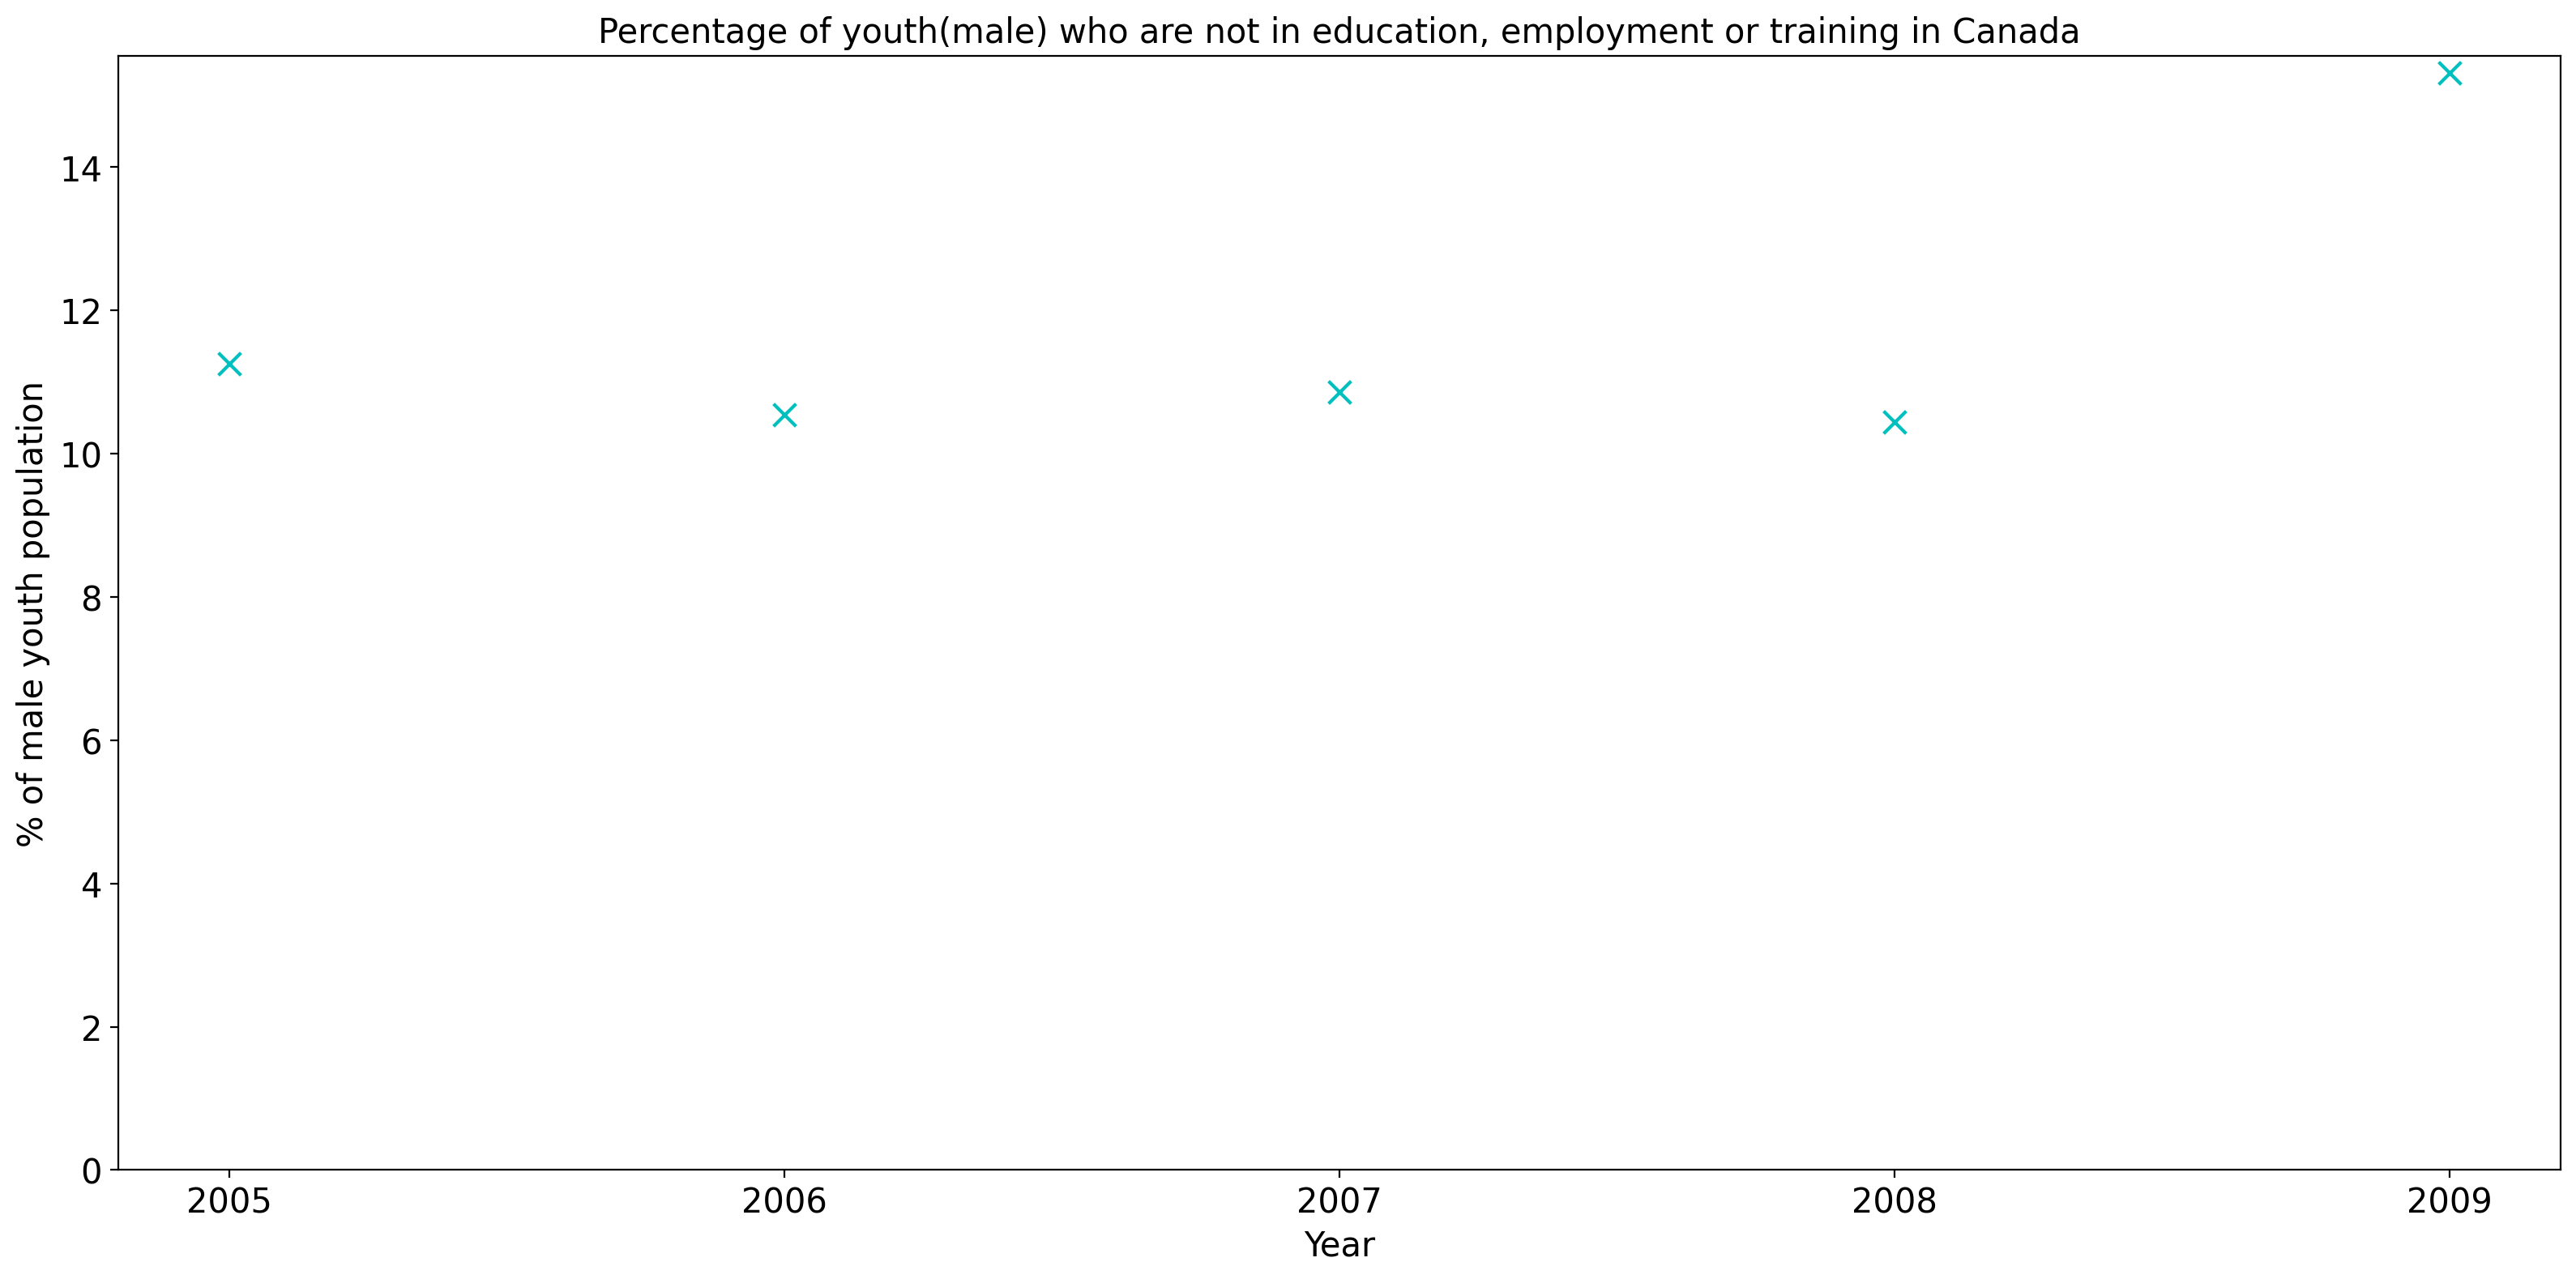 Percentage of youth(male) who are not in education, employment or training in Canada
% of male youth population
14
12
10
8
6
4
2
0
2005 2006 2007 2008 2009
Year